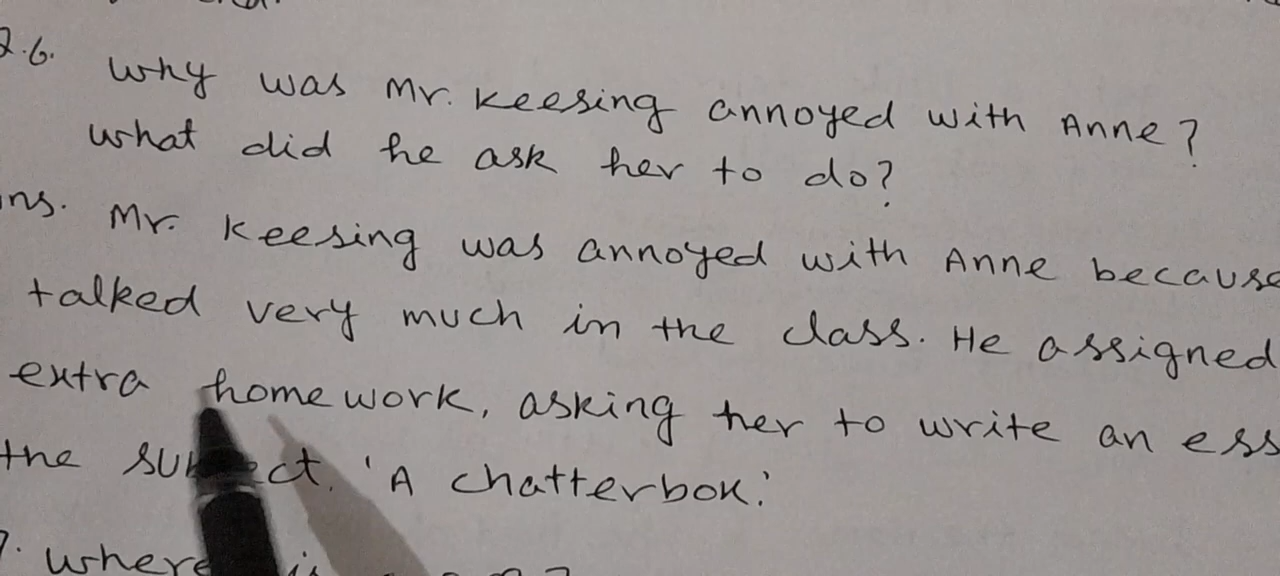 2.6. Why was Mr. Keesing annoyed with Anne?
What did he ask her to do?
ns. Mr. Keesing was annoyed with Anne because
talked very much in the class. He assigned
extra homework, asking her to write an ess
the subject, 'A chatterbox.'
where is